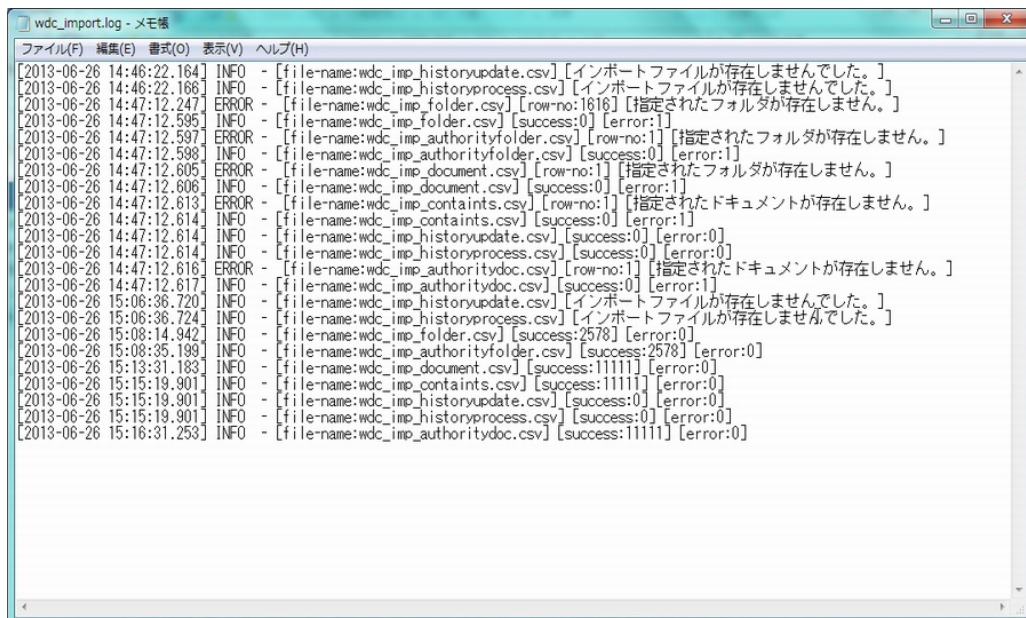 wdc_import.log - メモ帳
ファイル(F) 編集(E) 書式(O) 表示(V) ヘルプ(H)
[2013-06-26 14:46:22.164] INFO - [file-name:wdc_imp_historyupdate.csv] [インポートファイルが存在しませんでした。]
[2013-06-26 14:46:22.166] INFO - [file-name:wdc_imp_historyprocess.csv] [インポートファイルが存在しませんでした。]
[2013-06-26 14:47:12.247] ERROR - [file-name:wdc_imp_folder.csv] [row-no:1616] [指定されたフォルダが存在しません。]
[2013-06-26 14:47:12.595] INFO - [file-name:wdc_imp_folder.csv] [success:0] [error:1]
[2013-06-26 14:47:12.597] ERROR - [file-name:wdc_imp_authorityfolder.csv] [row-no:1] [指定されたフォルダが存在しません。]
[2013-06-26 14:47:12.598] INFO - [file-name:wdc_imp_authorityfolder.csv] [success:0] [error:1]
[2013-06-26 14:47:12.605] ERROR - [file-name:wdc_imp_document.csv] [row-no:1] [指定されたフォルダが存在しません。]
[2013-06-26 14:47:12.606] INFO - [file-name:wdc_imp_document.csv] [success:0] [error:1]
[2013-06-26 14:47:12.613] ERROR - [file-name:wdc_imp_containts.csv] [row-no:1] [指定されたドキュメントが存在しません。]
[2013-06-26 14:47:12.614] INFO - [file-name:wdc_imp_containts.csv] [success:0] [error:1]
[2013-06-26 14:47:12.614] INFO - [file-name:wdc_imp_historyupdate.csv] [success:0] [error:0]
[2013-06-26 14:47:12.614] INFO - [file-name:wdc_imp_historyprocess.csv] [success:0] [error:0]
[2013-06-26 14:47:12.616] ERROR - [file-name:wdc_imp_authoritydoc.csv] [row-no:1] [指定されたドキュメントが存在しません。]
[2013-06-26 14:47:12.617] INFO - [file-name:wdc_imp_authoritydoc.csv] [success:0] [error:1]
[2013-06-26 15:06:36.720] INFO - [file-name:wdc_imp_historyupdate.csv] [インポートファイルが存在しませんでした。]
[2013-06-26 15:06:36.724] INFO - [file-name:wdc_imp_historyprocess.csv] [インポートファイルが存在しませんでした。]
[2013-06-26 15:08:14.942] INFO - [file-name:wdc_imp_folder.csv] [success:2578] [error:0]
[2013-06-26 15:08:35.199] INFO - [file-name:wdc_imp_authorityfolder.csv] [success:2578] [error:0]
[2013-06-26 15:13:31.183] INFO - [file-name:wdc_imp_document.csv] [success:11111] [error:0]
[2013-06-26 15:15:19.901] INFO - [file-name:wdc_imp_containts.csv] [success:11111] [error:0]
[2013-06-26 15:15:19.901] INFO - [file-name:wdc_imp_historyupdate.csv] [success:0] [error:0]
[2013-06-26 15:15:19.901] INFO - [file-name:wdc_imp_historyprocess.csv] [success:0] [error:0]
[2013-06-26 15:16:31.253] INFO - [file-name:wdc_imp_authoritydoc.csv] [success:11111] [error:0]